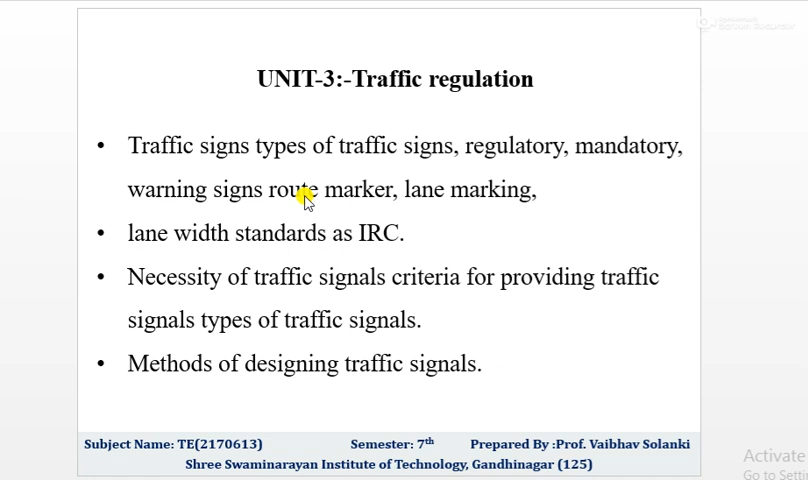 UNIT-3:-Traffic regulation
• Traffic signs types of traffic signs, regulatory, mandatory,
warning signs route marker, lane marking,
• lane width standards as IRC.
• Necessity of traffic signals criteria for providing traffic
signals types of traffic signals.
• Methods of designing traffic signals.
Subject Name: TE(2170613) Semester: 7th Prepared By :Prof. Vaibhav Solanki
Shree Swaminarayan Institute of Technology, Gandhinagar (125)
Activate
Go to Setti